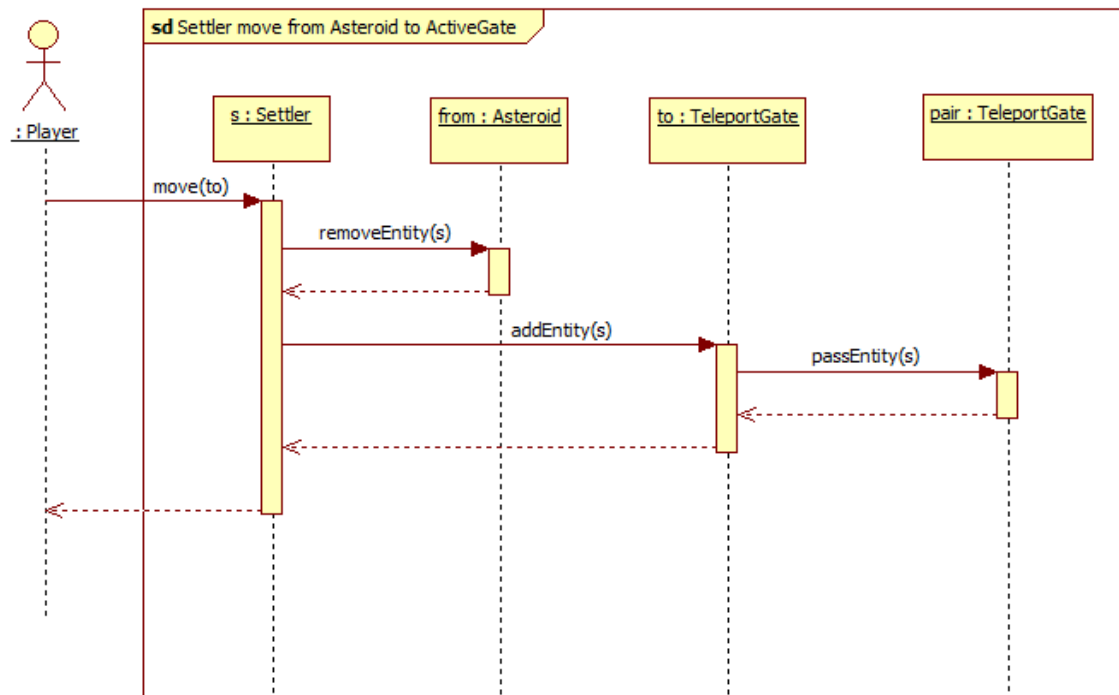 sd Settler move from Asteroid to ActiveGate
: Player
s : Settler
from : Asteroid
to : TeleportGate
pair : TeleportGate
move(to)
removeEntity(s)
addEntity(s)
passEntity(s)